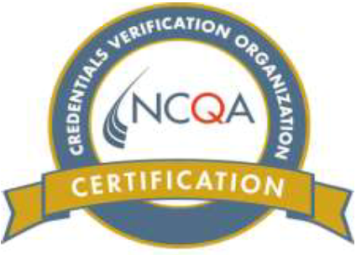 CREDENTIALS VERIFICATION ORGANIZATION
NCQA
CERTIFICATION